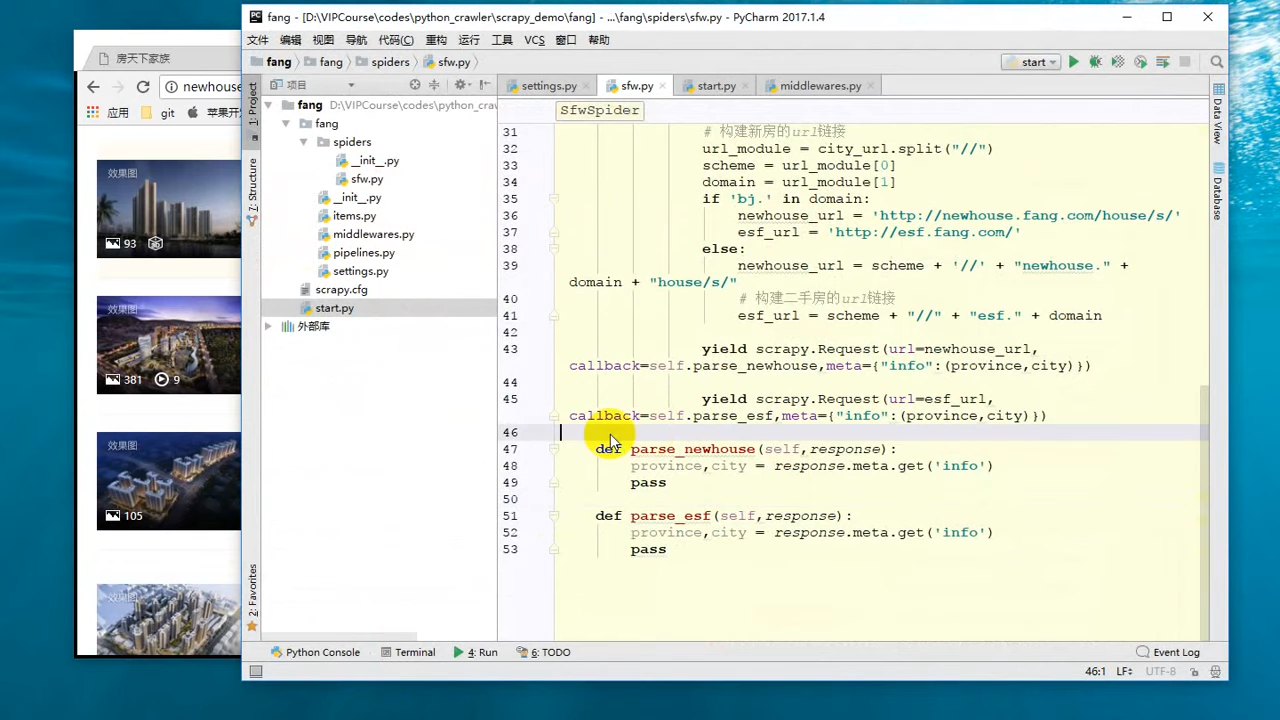 fang - [D:\VIPCourse\codes\python_crawler\scrapy_demo\fang] - ...\fang\spiders\sfw.py - PyCharm 2017.1.4
文件 编辑 视图 导航 代码(C) 重构 运行 工具 VCS 窗口 帮助
fang fang spiders sfw.py start
房天下家族
newhouse
应用 git 苹果开
效果图
93
效果图
381 9
效果图
105
效果图
1: Project
7: Structure
2: Favorites
项目
fang D:\VIPCourse\codes\python_craw
fang
spiders
__init__.py
sfw.py
__init__.py
items.py
middlewares.py
pipelines.py
settings.py
scrapy.cfg
start.py
外部库
settings.py sfw.py start.py middlewares.py
SfwSpider
31 # 构建新房的url链接
32 url_module = city_url.split("//")
33 scheme = url_module[0]
34 domain = url_module[1]
35 if 'bj.' in domain:
36 newhouse_url = 'http://newhouse.fang.com/house/s/'
37 esf_url = 'http://esf.fang.com/'
38 else:
39 newhouse_url = scheme + '//' + "newhouse." +
domain + "house/s/"
40 # 构建二手房的url链接
41 esf_url = scheme + "//" + "esf." + domain
42
43 yield scrapy.Request(url=newhouse_url,
callback=self.parse_newhouse,meta={"info":(province,city)})
44
45 yield scrapy.Request(url=esf_url,
callback=self.parse_esf,meta={"info":(province,city)})
46
47 def parse_newhouse(self,response):
48 province,city = response.meta.get('info')
49 pass
50
51 def parse_esf(self,response):
52 province,city = response.meta.get('info')
53 pass
Data View
Database
Python Console Terminal 4: Run 6: TODO Event Log
46:1 LF UTF-8